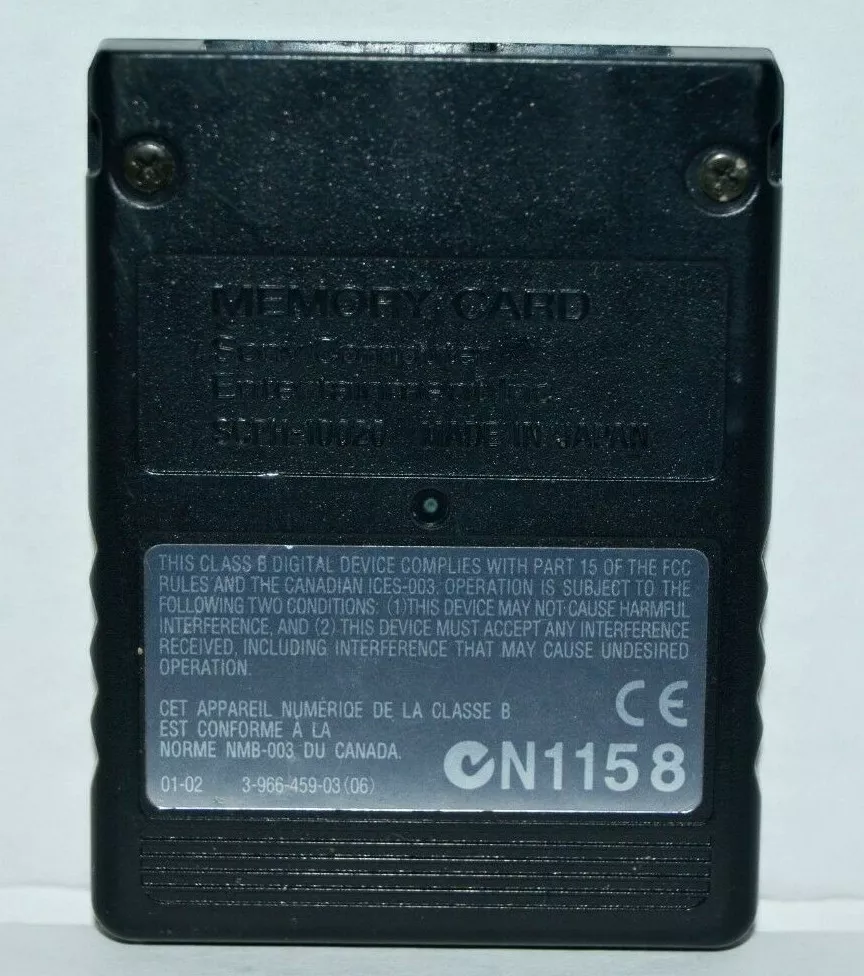 MEMORY CARD
Sony Computer
Entertainment Inc.
SCPH-10020 MADE IN JAPAN
THIS CLASS B DIGITAL DEVICE COMPLIES WITH PART 15 OF THE FCC
RULES AND THE CANADIAN ICES-003. OPERATION IS SUBJECT TO THE
FOLLOWING TWO CONDITIONS: (1)THIS DEVICE MAY NOT CAUSE HARMFUL
INTERFERENCE, AND (2) THIS DEVICE MUST ACCEPT ANY INTERFERENCE
RECEIVED, INCLUDING INTERFERENCE THAT MAY CAUSE UNDESIRED
OPERATION.
CET APPAREIL NUMÉRIQE DE LA CLASSE B
EST CONFORME À LA
NORME NMB-003 DU CANADA.
CE
N1158
01-02 3-966-459-03(06)